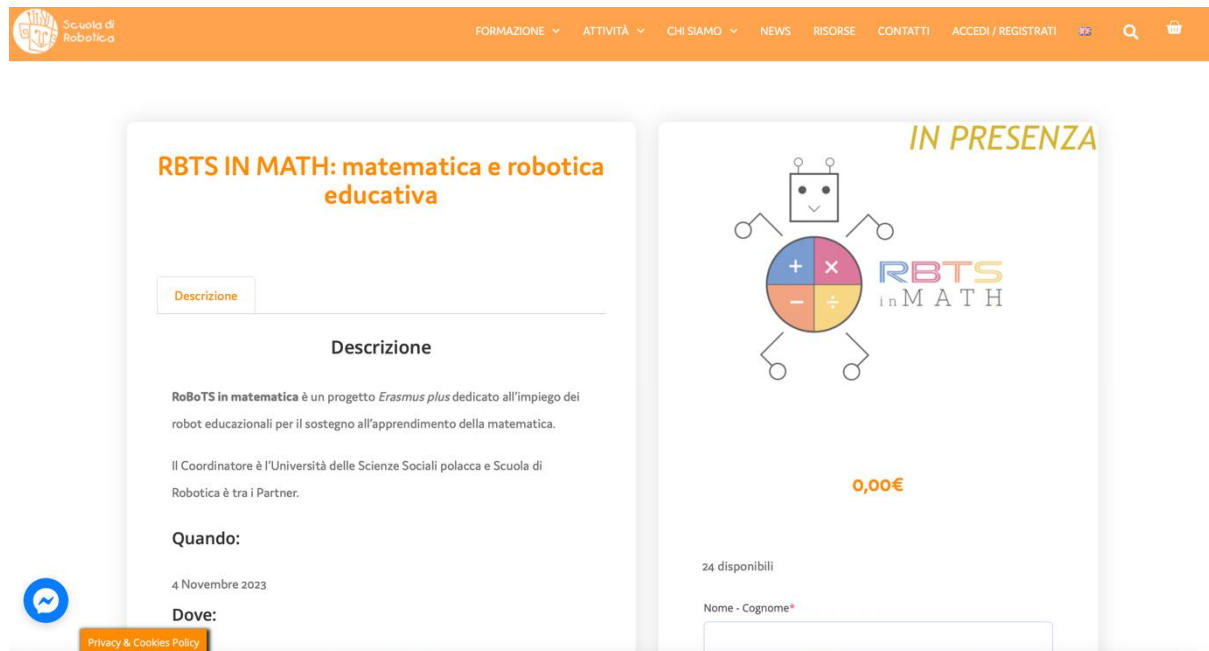 Scuola di
Robotica
FORMAZIONE
ATTIVITÀ
CHI SIAMO
NEWS
RISORSE
CONTATTI
ACCEDI / REGISTRATI
RBTS IN MATH: matematica e robotica
educativa
Descrizione
Descrizione
RoBoTS in matematica è un progetto Erasmus plus dedicato all'impiego dei
robot educazionali per il sostegno all'apprendimento della matematica.
Il Coordinatore è l'Università delle Scienze Sociali polacca e Scuola di
Robotica è tra i Partner.
Quando:
4 Novembre 2023
Dove:
Privacy & Cookies Policy
IN PRESENZA
+ ×
− ÷
RBTS
in MATH
0,00€
24 disponibili
Nome - Cognome*